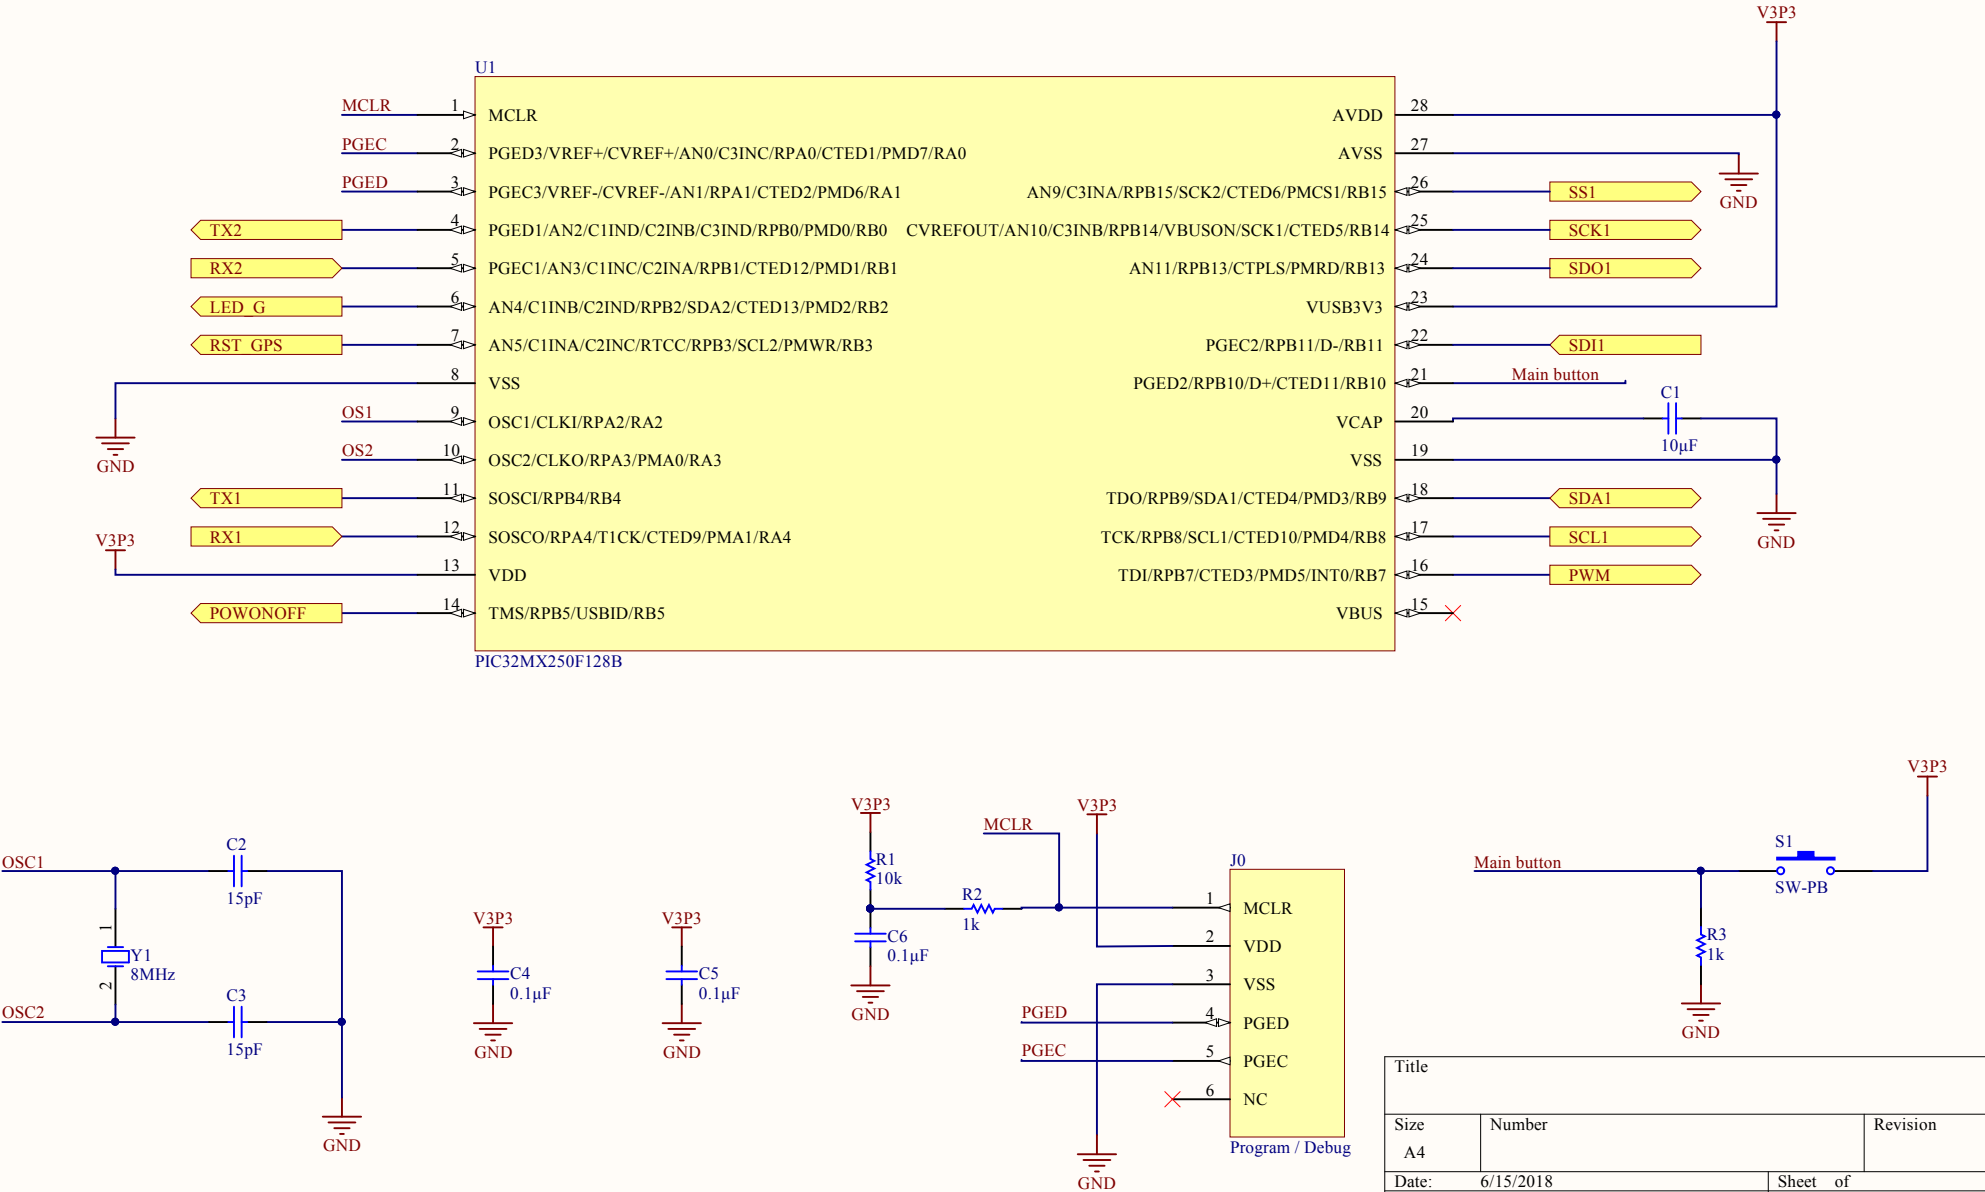 V3P3
U1
MCLR 1 MCLR AVDD 28
PGEC 2 PGED3/VREF+/CVREF+/AN0/C3INC/RPA0/CTED1/PMD7/RA0 AVSS 27
PGED 3 PGEC3/VREF-/CVREF-/AN1/RPA1/CTED2/PMD6/RA1 AN9/C3INA/RPB15/SCK2/CTED6/PMCS1/RB15 26 SS1
GND
TX2 4 PGED1/AN2/C1IND/C2INB/C3IND/RPB0/PMD0/RB0 CVREFOUT/AN10/C3INB/RPB14/VBUSON/SCK1/CTED5/RB14 25 SCK1
RX2 5 PGEC1/AN3/C1INC/C2INA/RPB1/CTED12/PMD1/RB1 AN11/RPB13/CTPLS/PMRD/RB13 24 SDO1
LED_G 6 AN4/C1INB/C2IND/RPB2/SDA2/CTED13/PMD2/RB2 VUSB3V3 23
RST_GPS 7 AN5/C1INA/C2INC/RTCC/RPB3/SCL2/PMWR/RB3 PGEC2/RPB11/D-/RB11 22 SDI1
8 VSS PGED2/RPB10/D+/CTED11/RB10 21 Main button
C1
OS1 9 OSC1/CLKI/RPA2/RA2 VCAP 20
10µF
OS2 10 OSC2/CLKO/RPA3/PMA0/RA3 VSS 19
GND
TX1 11 SOSCI/RPB4/RB4 TDO/RPB9/SDA1/CTED4/PMD3/RB9 18 SDA1
RX1 12 SOSCO/RPA4/T1CK/CTED9/PMA1/RA4 TCK/RPB8/SCL1/CTED10/PMD4/RB8 17 SCL1
V3P3 GND
13 VDD TDI/RPB7/CTED3/PMD5/INT0/RB7 16 PWM
POWONOFF 14 TMS/RPB5/USBID/RB5 VBUS 15
PIC32MX250F128B
OSC1
C2
15pF
1
Y1
8MHz
2
OSC2
C3
15pF
GND
V3P3
C4
0.1µF
GND
V3P3
C5
0.1µF
GND
V3P3
R1
10k
R2
1k
C6
0.1µF
GND
MCLR
V3P3
J0
1 MCLR
2 VDD
3 VSS
PGED 4 PGED
PGEC 5 PGEC
6 NC
Program / Debug
GND
V3P3
S1
SW-PB
Main button
R3
1k
GND
Title
Size Number Revision
A4
Date: 6/15/2018 Sheet of